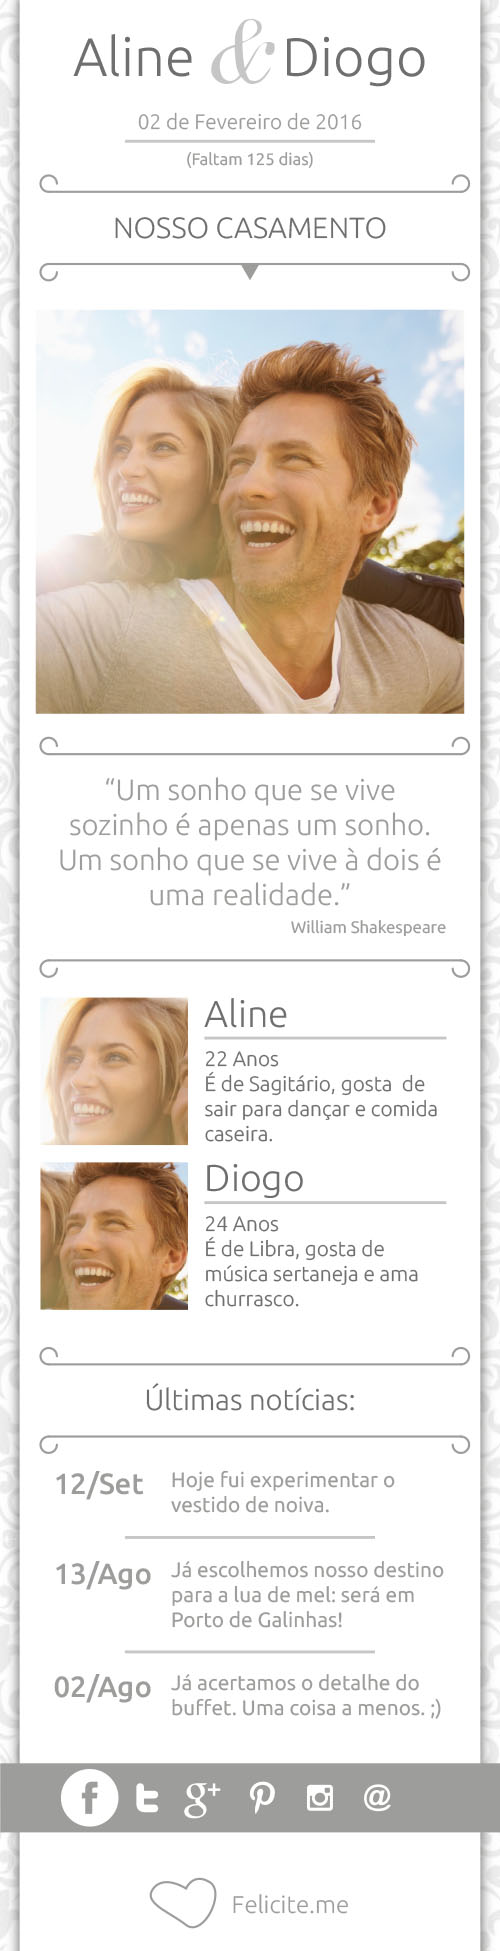 Aline & Diogo
02 de Fevereiro de 2016
(Faltam 125 dias)
NOSSO CASAMENTO
“Um sonho que se vive
sozinho é apenas um sonho.
Um sonho que se vive à dois é
uma realidade.”
William Shakespeare
Aline
22 Anos
É de Sagitário, gosta de
sair para dançar e comida
caseira.
Diogo
24 Anos
É de Libra, gosta de
música sertaneja e ama
churrasco.
Últimas notícias:
12/Set
Hoje fui experimentar o
vestido de noiva.
13/Ago
Já escolhemos nosso destino
para a lua de mel: será em
Porto de Galinhas!
02/Ago
Já acertamos o detalhe do
buffet. Uma coisa a menos. ;)
f t g+ @
Felicite.me